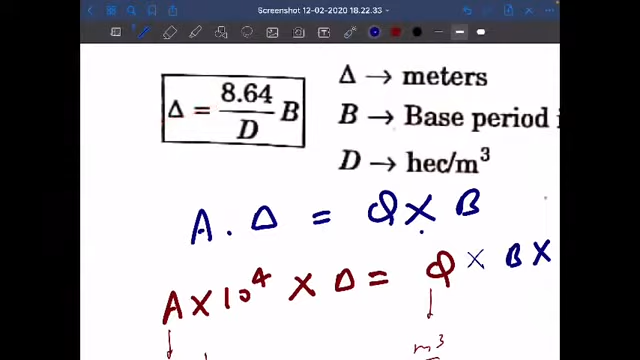 Screenshot 12-02-2020 18.22.33
Δ = 8.64/D B
Δ → meters
B → Base period i
D → hec/m³
A . Δ = Q × B
A × 10⁴ × Δ = Q × B ×
m³